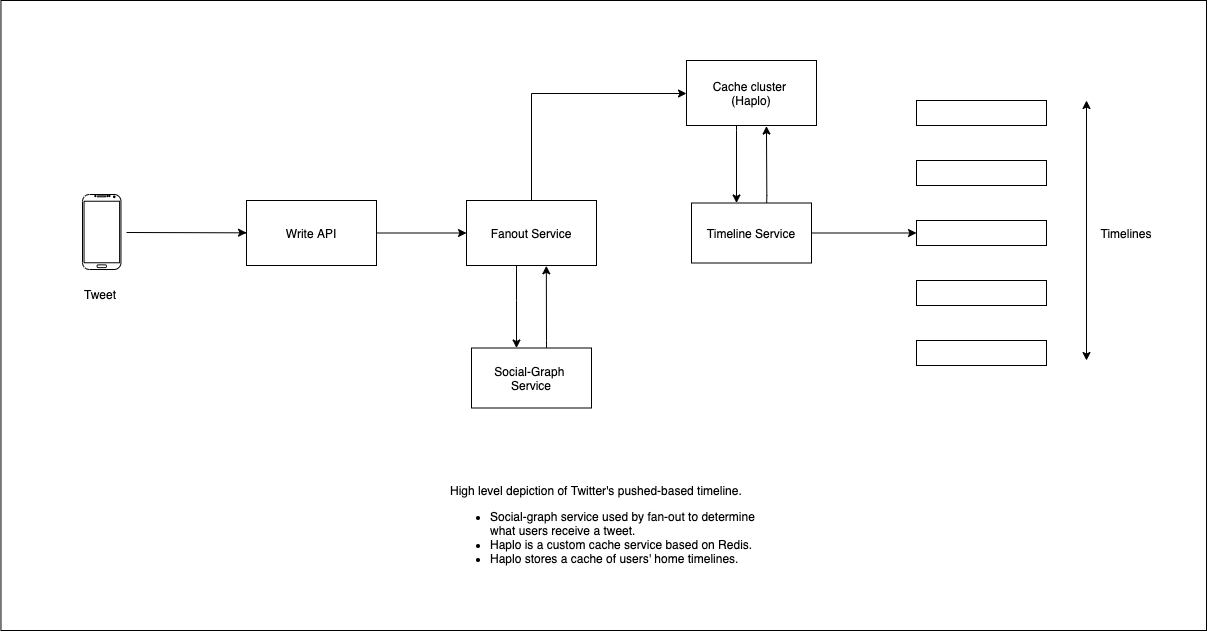 Cache cluster
(Haplo)
Write API
Fanout Service
Timeline Service
Timelines
Tweet
Social-Graph
Service
High level depiction of Twitter's pushed-based timeline.
• Social-graph service used by fan-out to determine
what users receive a tweet.
• Haplo is a custom cache service based on Redis.
• Haplo stores a cache of users' home timelines.